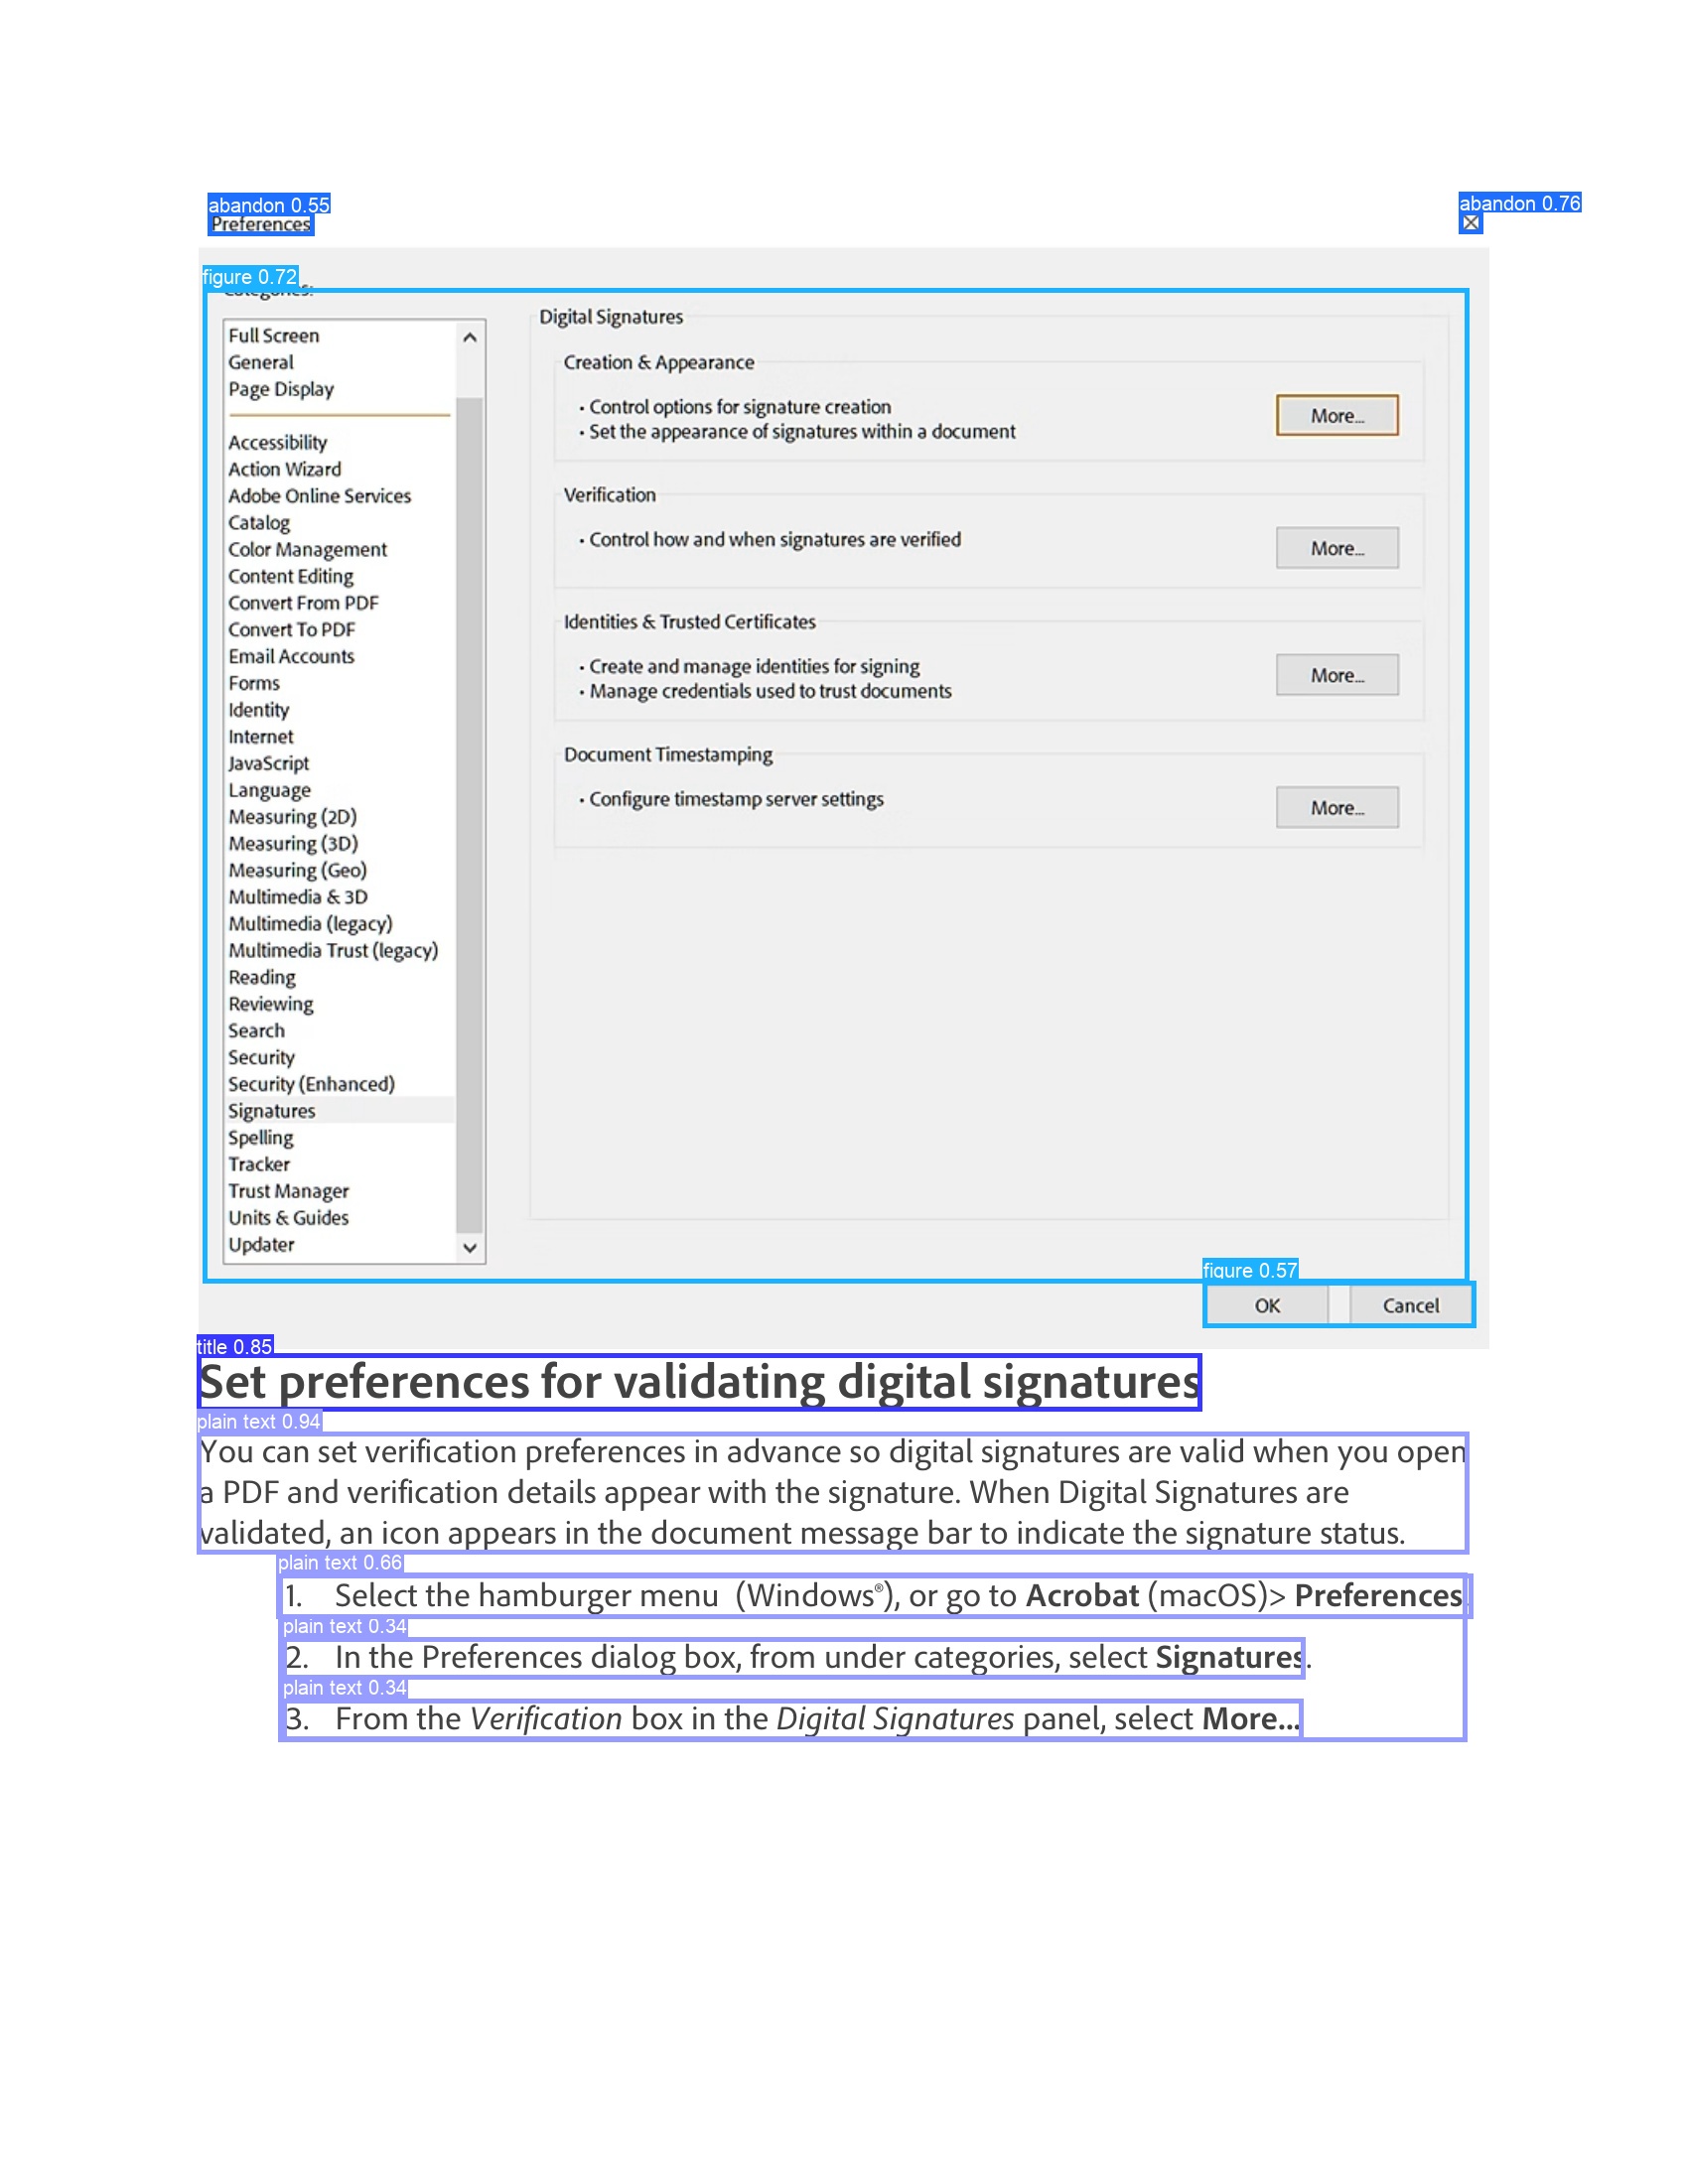 abandon 0.55
abandon 0.76
Preferences
figure 0.72
Categories:
Full Screen
General
Page Display
Accessibility
Action Wizard
Adobe Online Services
Catalog
Color Management
Content Editing
Convert From PDF
Convert To PDF
Email Accounts
Forms
Identity
Internet
JavaScript
Language
Measuring (2D)
Measuring (3D)
Measuring (Geo)
Multimedia & 3D
Multimedia (legacy)
Multimedia Trust (legacy)
Reading
Reviewing
Search
Security
Security (Enhanced)
Signatures
Spelling
Tracker
Trust Manager
Units & Guides
Updater
Digital Signatures
Creation & Appearance
• Control options for signature creation
• Set the appearance of signatures within a document
More...
Verification
• Control how and when signatures are verified
More...
Identities & Trusted Certificates
• Create and manage identities for signing
• Manage credentials used to trust documents
More...
Document Timestamping
• Configure timestamp server settings
More...
figure 0.57
OK Cancel
title 0.85
Set preferences for validating digital signatures
plain text 0.94
You can set verification preferences in advance so digital signatures are valid when you open
a PDF and verification details appear with the signature. When Digital Signatures are
validated, an icon appears in the document message bar to indicate the signature status.
plain text 0.66
1. Select the hamburger menu (Windows®), or go to Acrobat (macOS)> Preferences.
plain text 0.34
2. In the Preferences dialog box, from under categories, select Signatures.
plain text 0.34
3. From the Verification box in the Digital Signatures panel, select More...